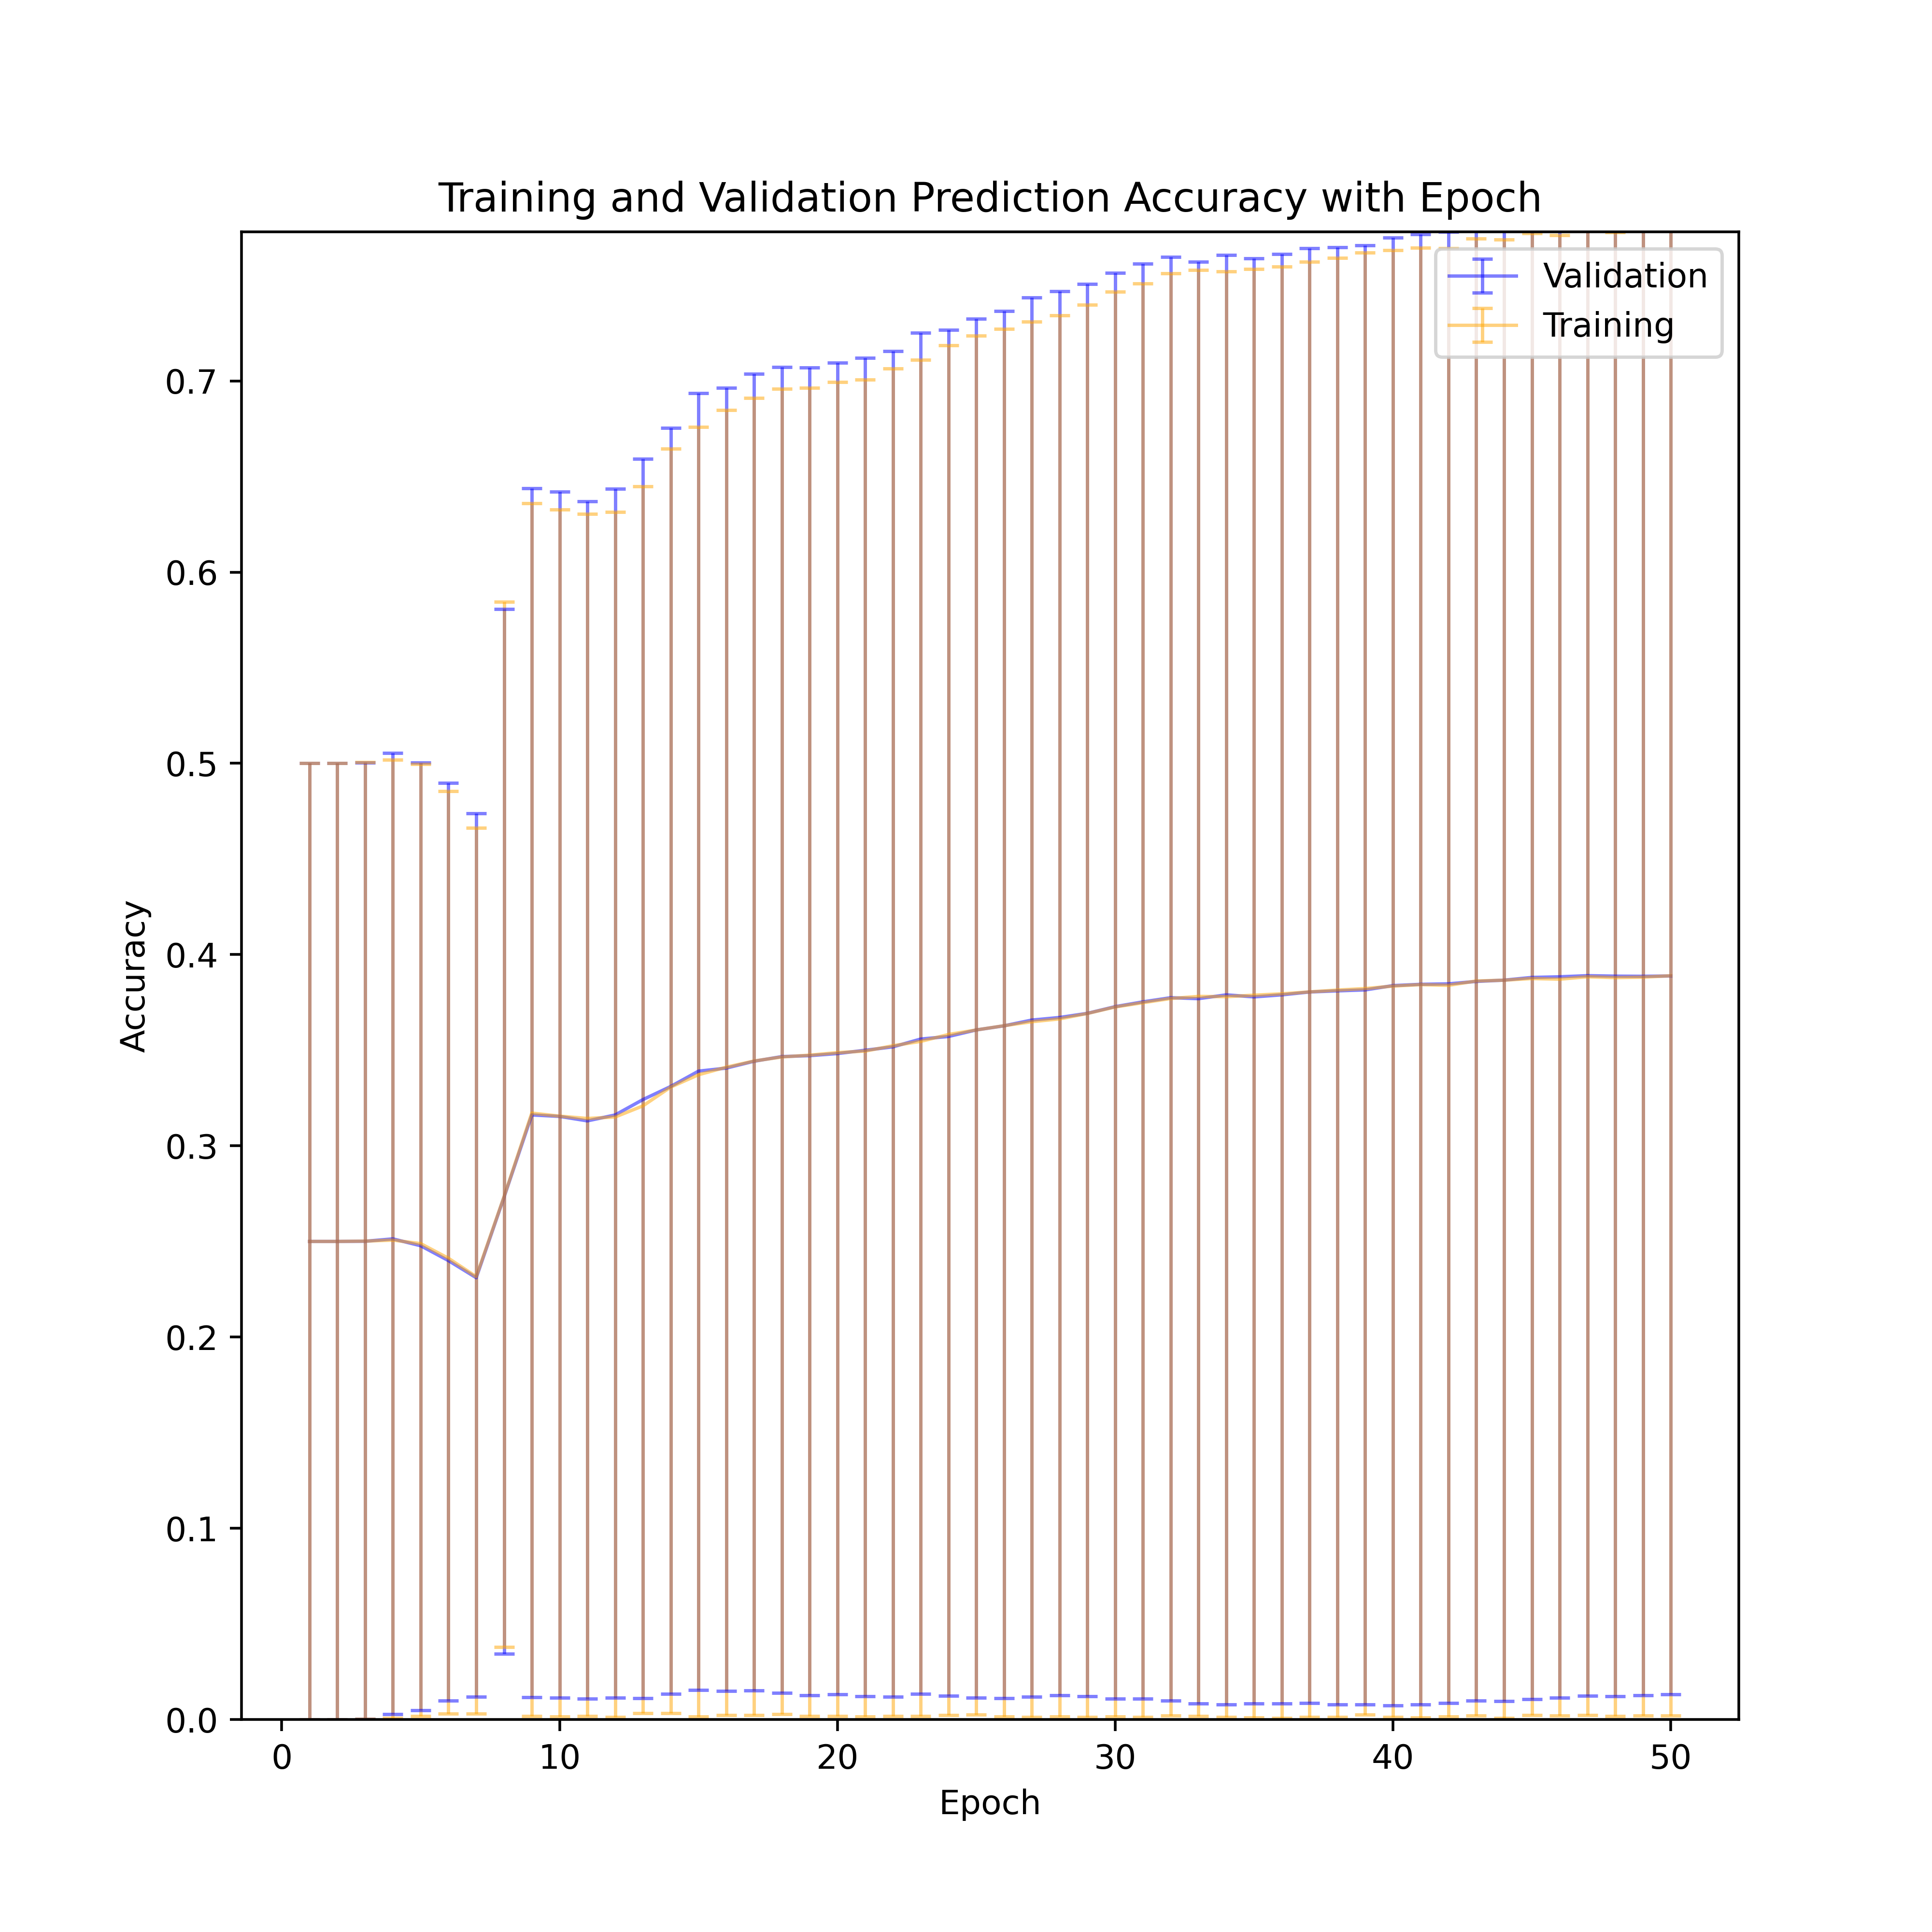 Training and Validation Prediction Accuracy with Epoch
Validation
Training
0.7
0.6
0.5
0.4
0.3
0.2
0.1
0.0
Accuracy
0 10 20 30 40 50
Epoch